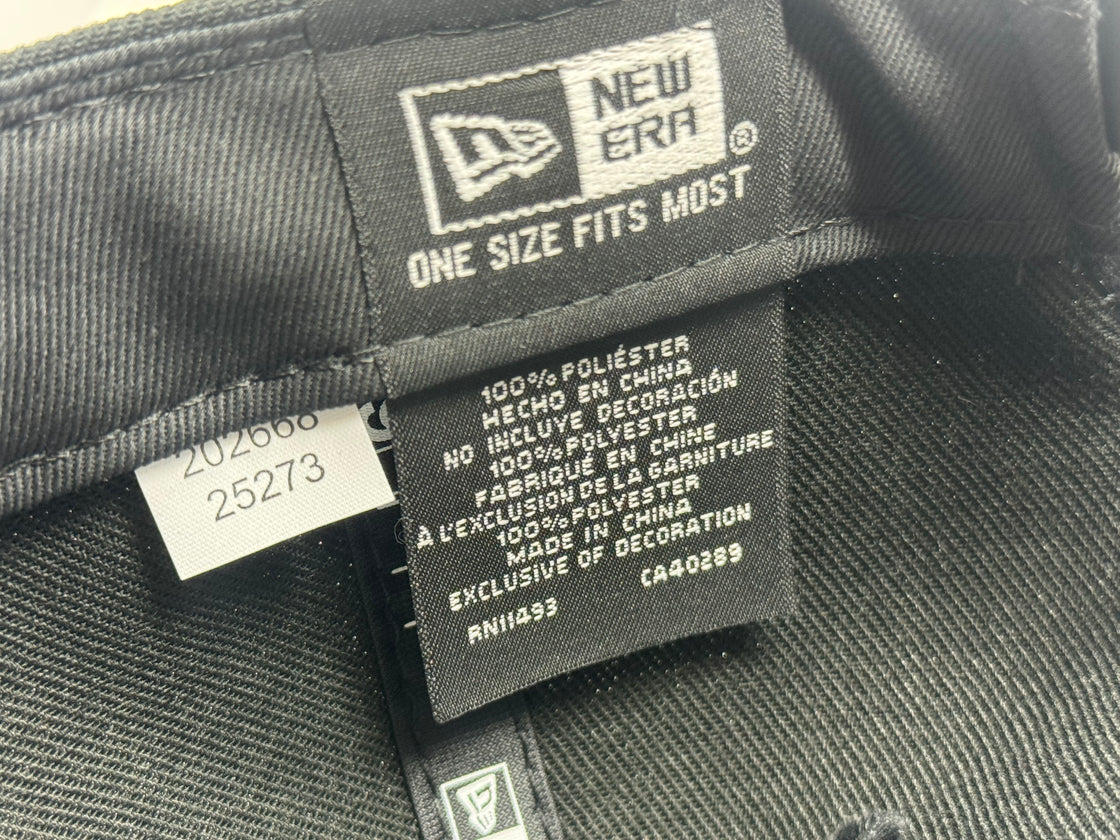 NEW
ERA
®
ONE SIZE FITS MOST
100% POLIÉSTER
HECHO EN CHINA
NO INCLUYE DECORACIÓN
100% POLYESTER
FABRIQUÉ EN CHINE
À L'EXCLUSION DE LA GARNITURE
100% POLYESTER
MADE IN CHINA
EXCLUSIVE OF DECORATION
CA40289
RN11493
202668
25273